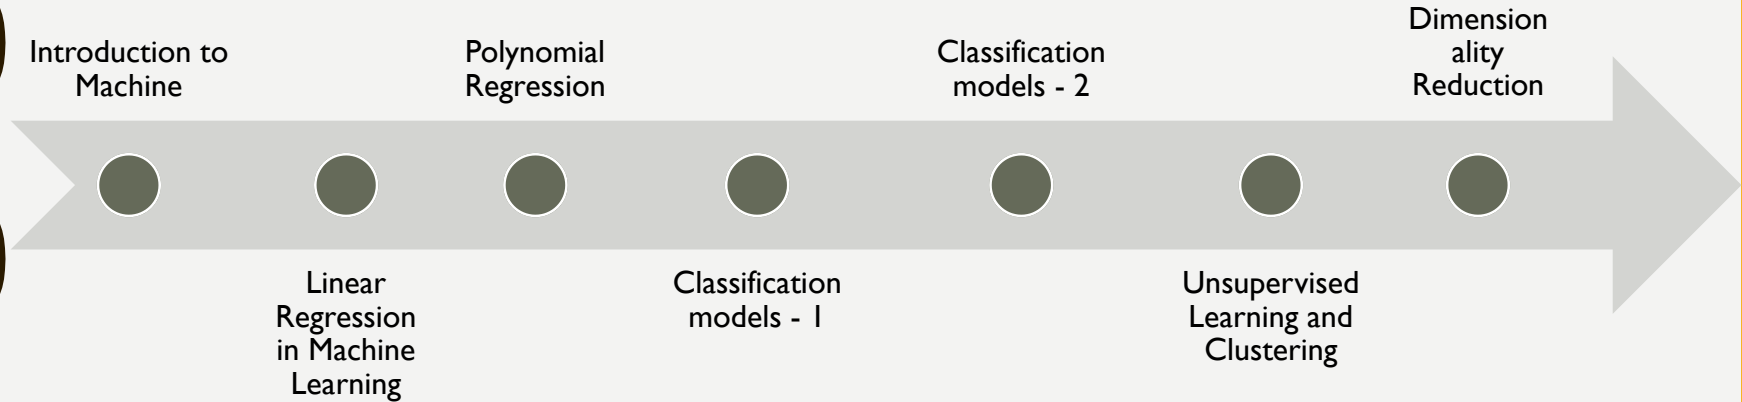 Introduction to
Machine
Linear
Regression
in Machine
Learning
Polynomial
Regression
Classification
models - 1
Classification
models - 2
Unsupervised
Learning and
Clustering
Dimension
ality
Reduction